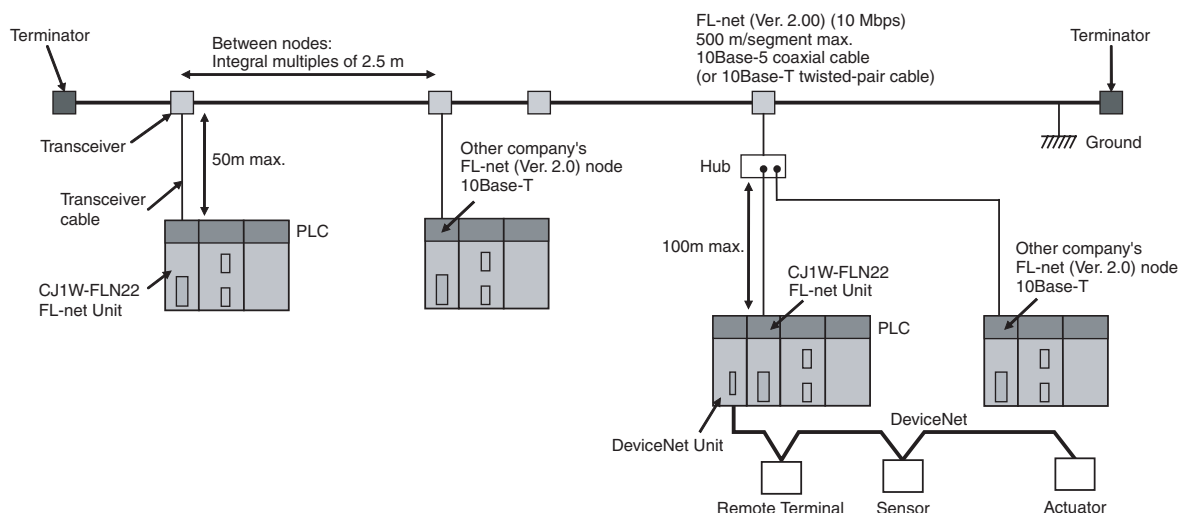 Terminator
Between nodes:
Integral multiples of 2.5 m
FL-net (Ver. 2.00) (10 Mbps)
500 m/segment max.
10Base-5 coaxial cable
(or 10Base-T twisted-pair cable)
Terminator
Transceiver
50m max.
Other company's
FL-net (Ver. 2.0) node
10Base-T
Hub
Ground
Transceiver
cable
PLC
100m max.
CJ1W-FLN22
FL-net Unit
CJ1W-FLN22
FL-net Unit
Other company's
FL-net (Ver. 2.0) node
10Base-T
PLC
DeviceNet
DeviceNet Unit
Remote Terminal
Sensor
Actuator